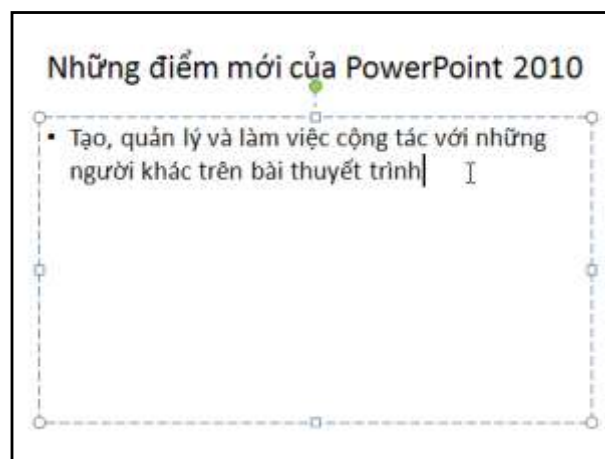 Những điểm mới của PowerPoint 2010
• Tạo, quản lý và làm việc cộng tác với những
người khác trên bài thuyết trình